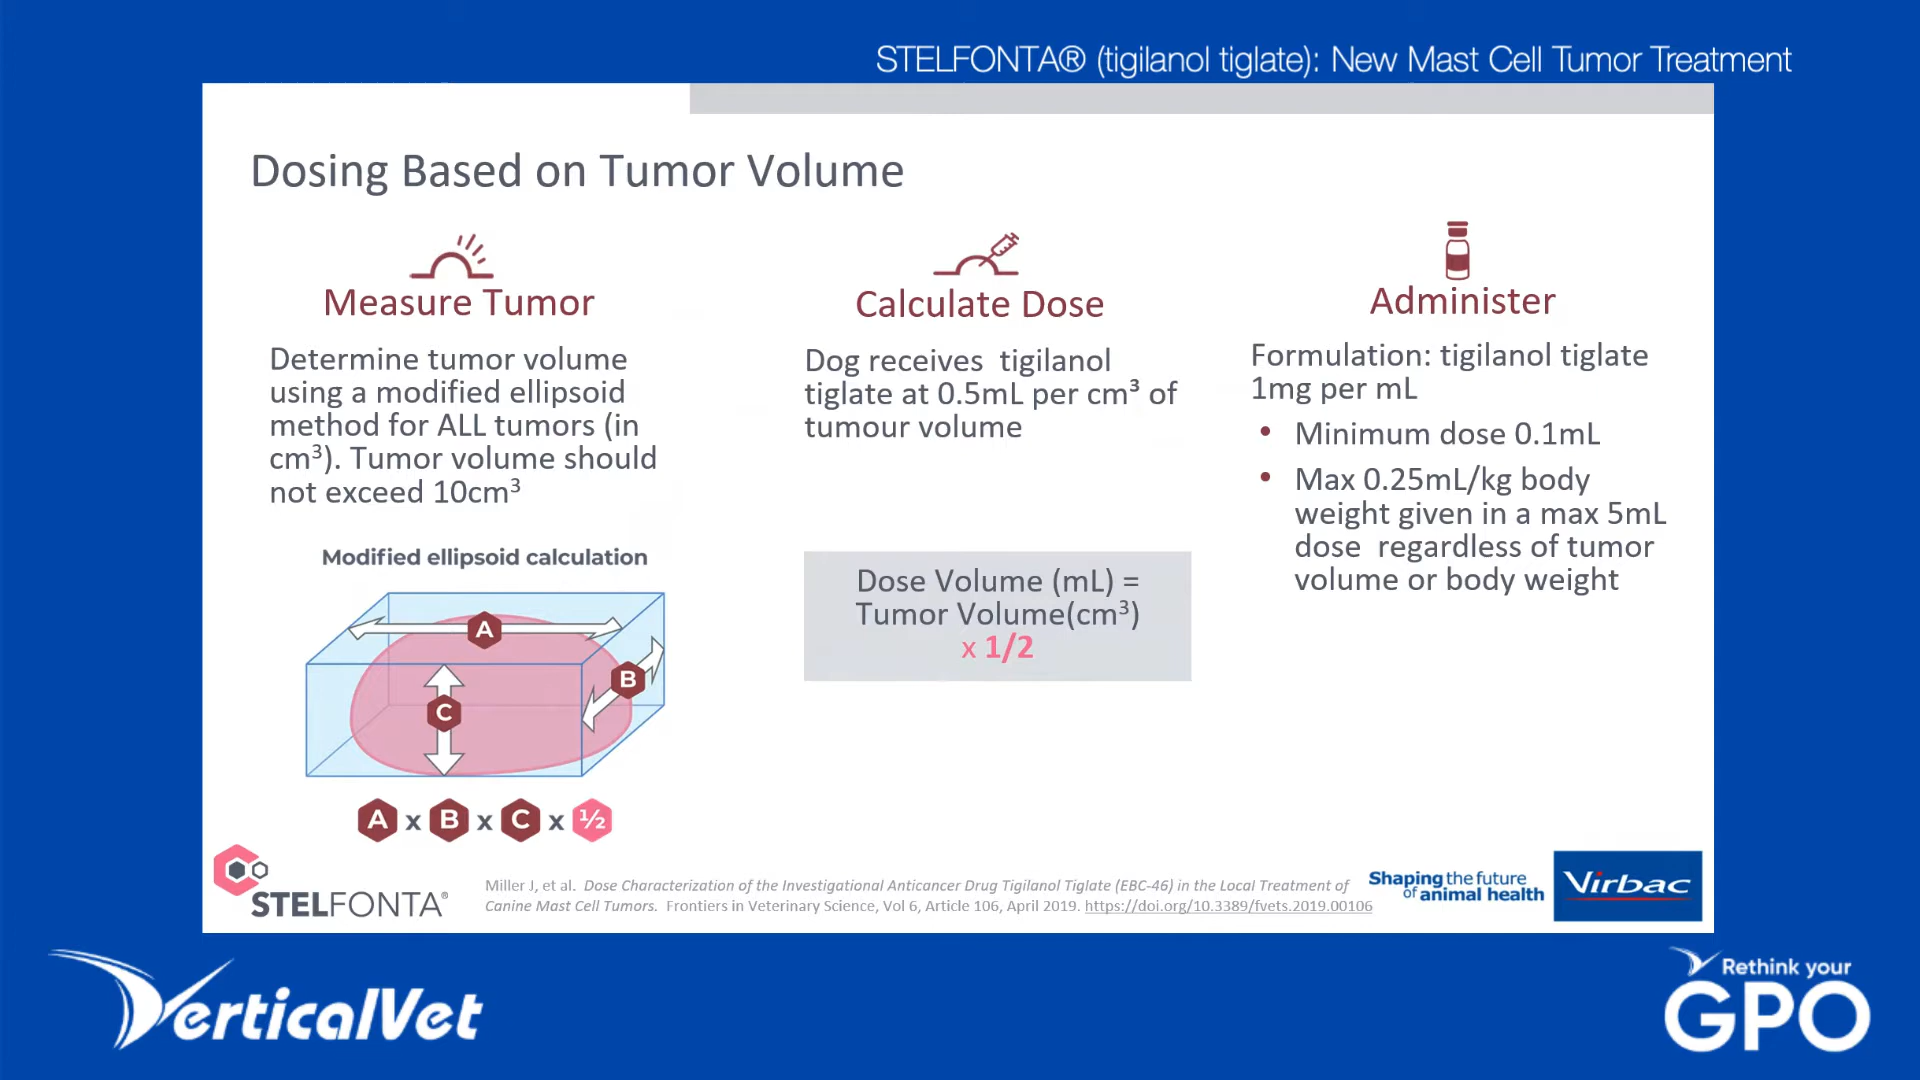 STELFONTA® (tigilanol tiglate): New Mast Cell Tumor Treatment
Dosing Based on Tumor Volume
Measure Tumor
Determine tumor volume
using a modified ellipsoid
method for ALL tumors (in
cm³). Tumor volume should
not exceed 10cm³
Modified ellipsoid calculation
A
B
C
A x B x C x ½
Calculate Dose
Dog receives  tigilanol
tiglate at 0.5mL per cm³ of
tumour volume
Dose Volume (mL) =
Tumor Volume(cm³)
x 1/2
Administer
Formulation: tigilanol tiglate
1mg per mL
• Minimum dose 0.1mL
• Max 0.25mL/kg body
weight given in a max 5mL
dose  regardless of tumor
volume or body weight
STELFONTA®
Miller J, et al.  Dose Characterization of the Investigational Anticancer Drug Tigilanol Tiglate (EBC-46) in the Local Treatment of
Canine Mast Cell Tumors.  Frontiers in Veterinary Science, Vol 6, Article 106, April 2019. https://doi.org/10.3389/fvets.2019.00106
Shaping the future
of animal health
Virbac
VerticalVet
Rethink your
GPO